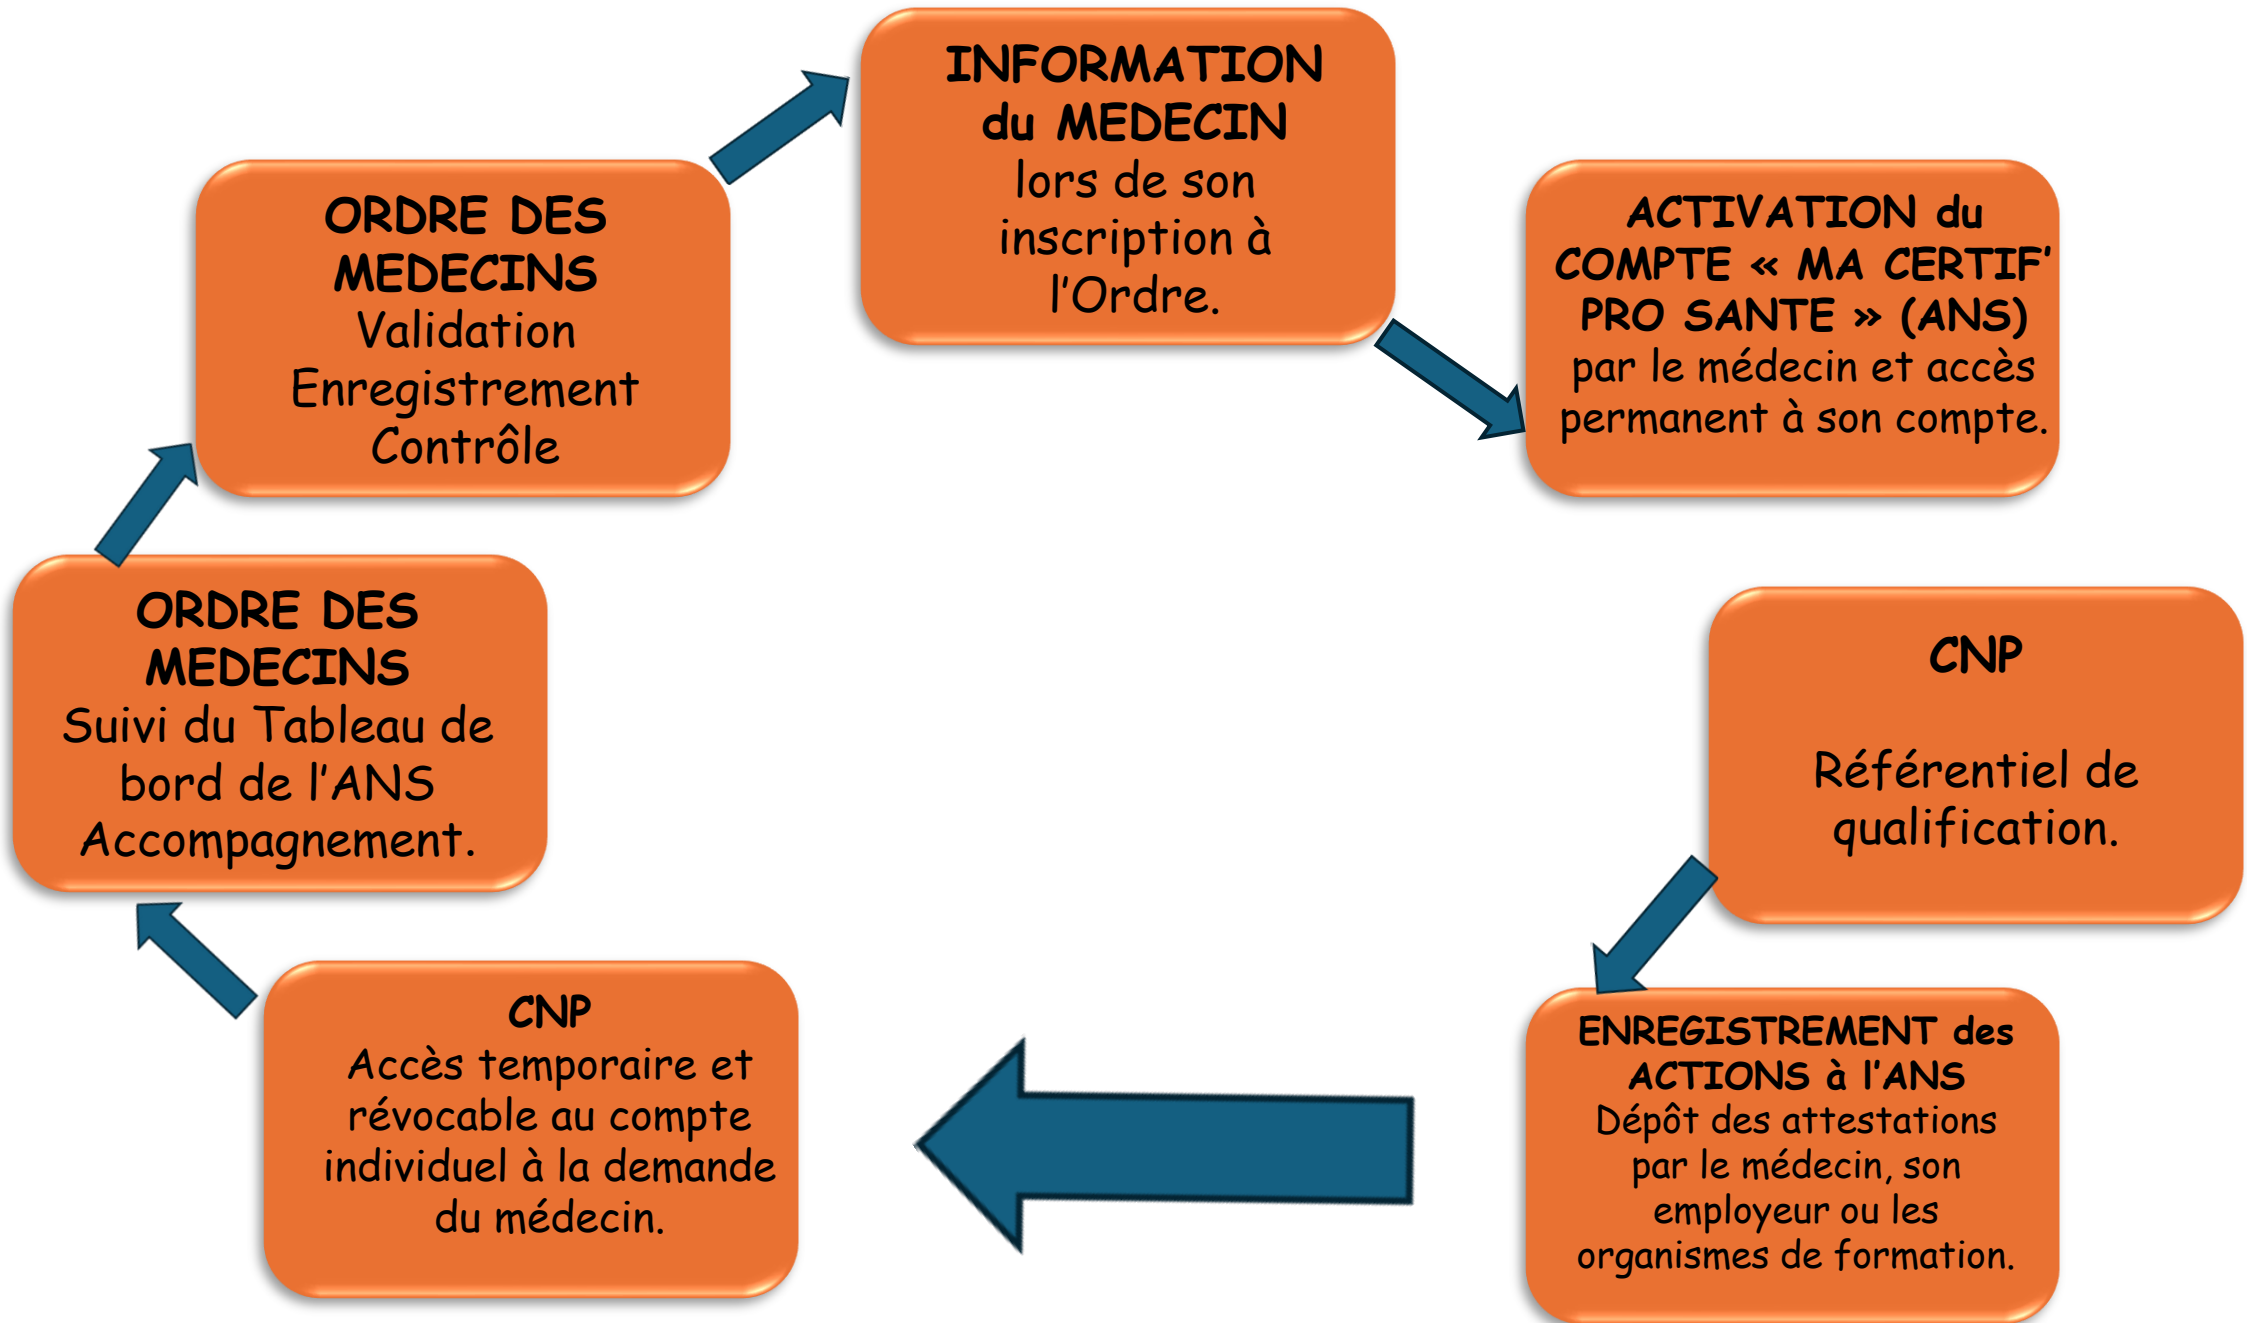 INFORMATION
du MEDECIN
lors de son
inscription à
l'Ordre.
ACTIVATION du
COMPTE « MA CERTIF'
PRO SANTE » (ANS)
par le médecin et accès
permanent à son compte.
CNP
Référentiel de
qualification.
ENREGISTREMENT des
ACTIONS à l'ANS
Dépôt des attestations
par le médecin, son
employeur ou les
organismes de formation.
CNP
Accès temporaire et
révocable au compte
individuel à la demande
du médecin.
ORDRE DES
MEDECINS
Suivi du Tableau de
bord de l'ANS
Accompagnement.
ORDRE DES
MEDECINS
Validation
Enregistrement
Contrôle